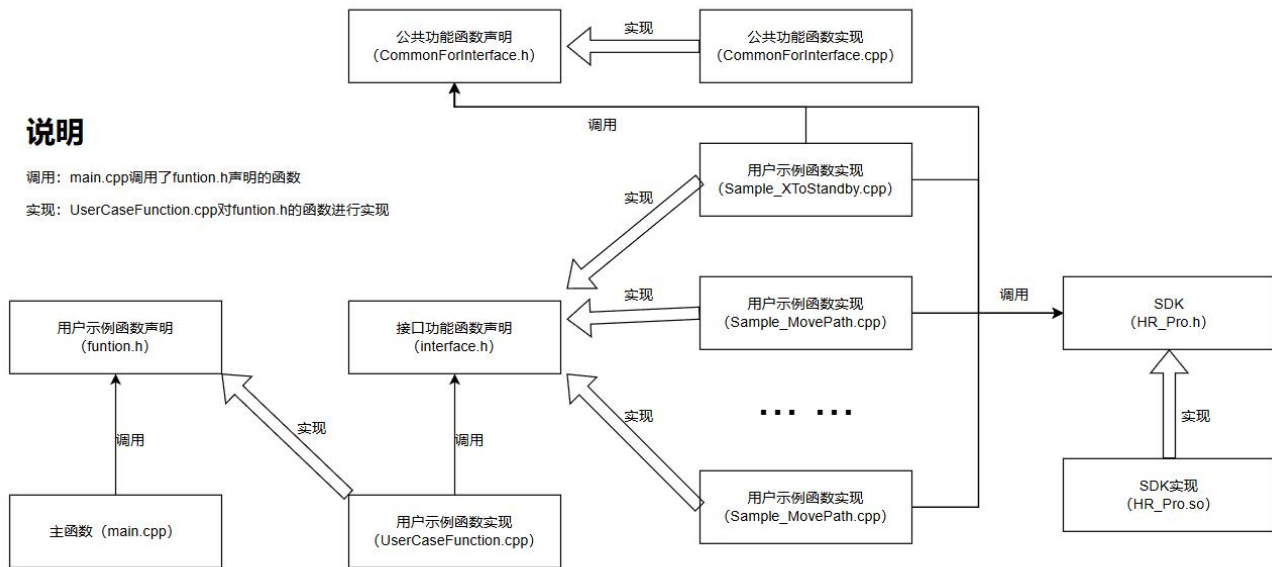 公共功能函数声明
（CommonForInterface.h）
实现
公共功能函数实现
（CommonForInterface.cpp）
说明
调用：main.cpp调用了funtion.h声明的函数
实现：UserCaseFunction.cpp对funtion.h的函数进行实现
调用
用户示例函数实现
（Sample_XToStandby.cpp）
实现
用户示例函数声明
（funtion.h）
接口功能函数声明
（interface.h）
实现
用户示例函数实现
（Sample_MovePath.cpp）
调用
SDK
（HR_Pro.h）
... ...
调用
实现
调用
实现
实现
主函数（main.cpp）
用户示例函数实现
（UserCaseFunction.cpp）
用户示例函数实现
（Sample_MovePath.cpp）
SDK实现
（HR_Pro.so）